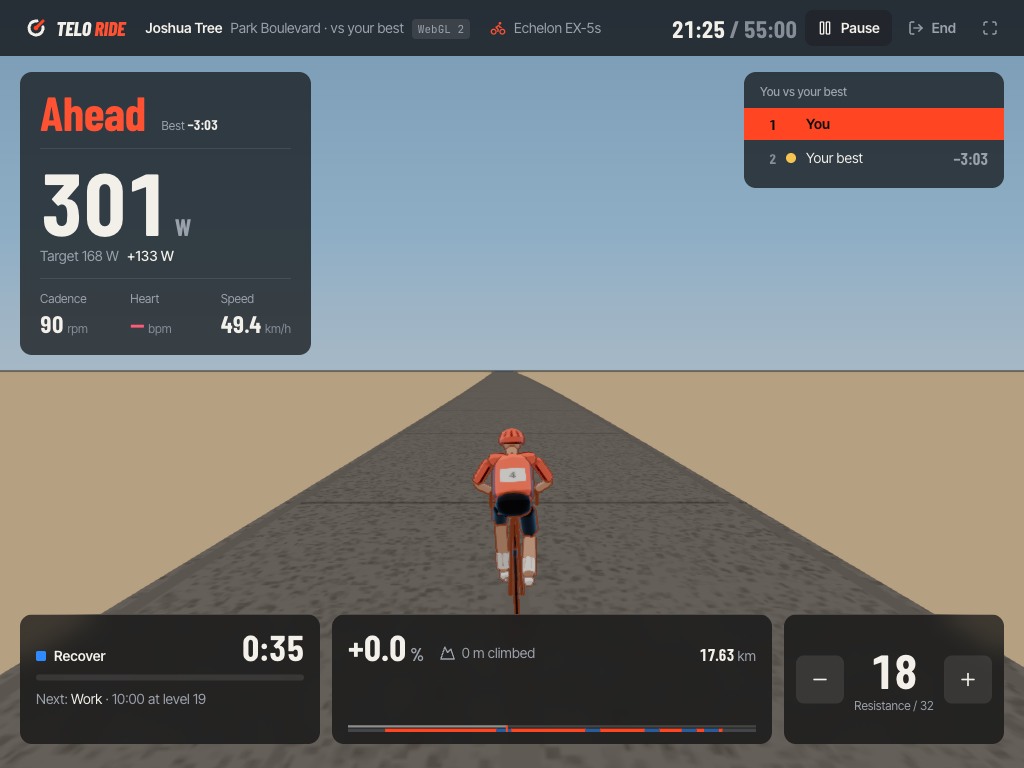 TELO RIDE Joshua Tree Park Boulevard · vs your best WebGL 2 Echelon EX-5s 21:25 / 55:00 Pause End
Ahead Best −3:03
301 W
Target 168 W +133 W
Cadence Heart Speed
90 rpm — bpm 49.4 km/h
You vs your best
1 You
2 Your best −3:03
4
Recover 0:35
Next: Work · 10:00 at level 19
+0.0 % 0 m climbed 17.63 km
− 18 +
Resistance / 32